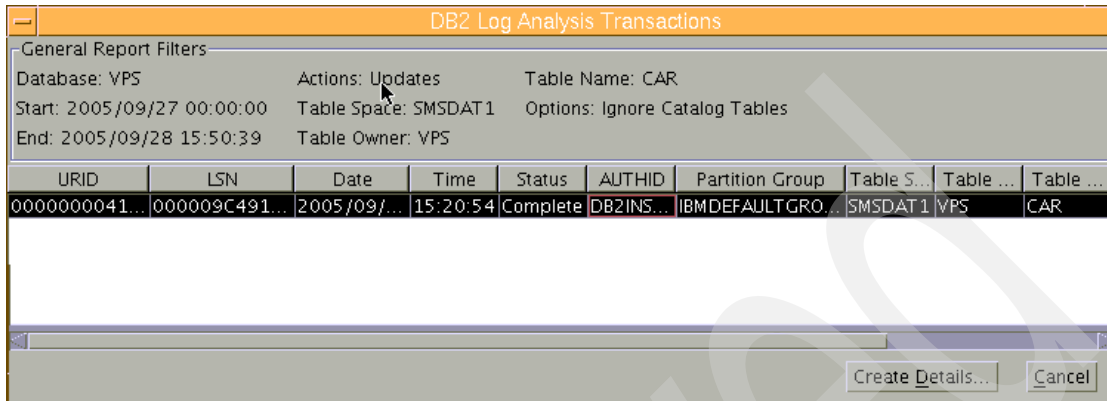 DB2 Log Analysis Transactions
General Report Filters
Database: VPS Actions: Updates Table Name: CAR
Start: 2005/09/27 00:00:00 Table Space: SMSDAT1 Options: Ignore Catalog Tables
End: 2005/09/28 15:50:39 Table Owner: VPS
URID LSN Date Time Status AUTHID Partition Group Table S... Table ... Table ...
0000000041... 000009C491... 2005/09/... 15:20:54 Complete DB2INS... IBMDEFAULTGRO... SMSDAT1 VPS CAR
Create Details... Cancel